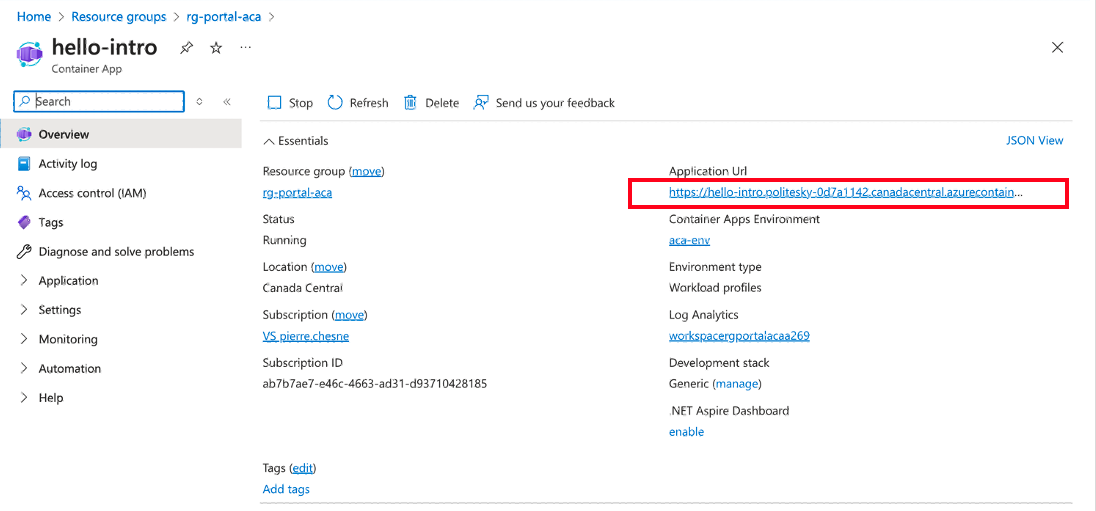 Home > Resource groups > rg-portal-aca >
hello-intro
Container App
Search
Overview
Activity log
Access control (IAM)
Tags
Diagnose and solve problems
Application
Settings
Monitoring
Automation
Help
Stop Refresh Delete Send us your feedback
Essentials
JSON View
Resource group (move)
rg-portal-aca
Status
Running
Location (move)
Canada Central
Subscription (move)
VS pierre.chesne
Subscription ID
ab7b7ae7-e46c-4663-ad31-d93710428185
Application Url
https://hello-intro.politesky-0d7a1142.canadacentral.azurecontain...
Container Apps Environment
aca-env
Environment type
Workload profiles
Log Analytics
workspacergportalacaa269
Development stack
Generic (manage)
.NET Aspire Dashboard
enable
Tags (edit)
Add tags